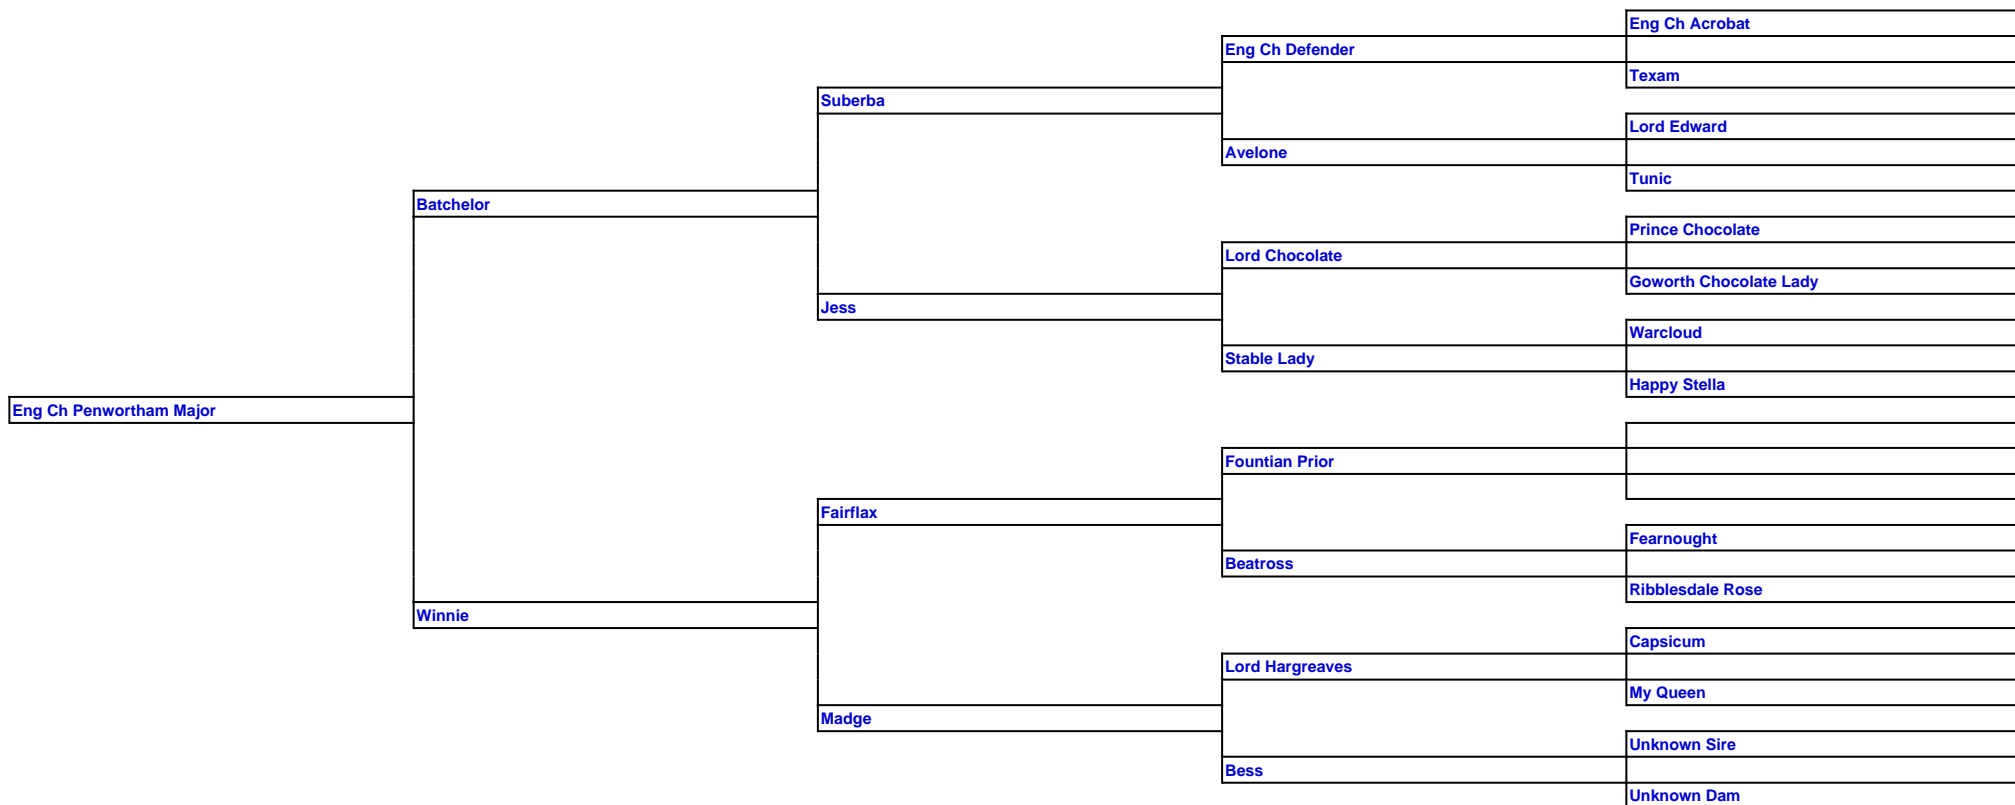 Eng Ch Acrobat
Eng Ch Defender
Texam
Suberba
Lord Edward
Avelone
Tunic
Batchelor
Prince Chocolate
Lord Chocolate
Goworth Chocolate Lady
Jess
Warcloud
Stable Lady
Happy Stella
Eng Ch Penwortham Major
Fountian Prior
Fairflax
Fearnought
Beatross
Ribblesdale Rose
Winnie
Capsicum
Lord Hargreaves
My Queen
Madge
Unknown Sire
Bess
Unknown Dam